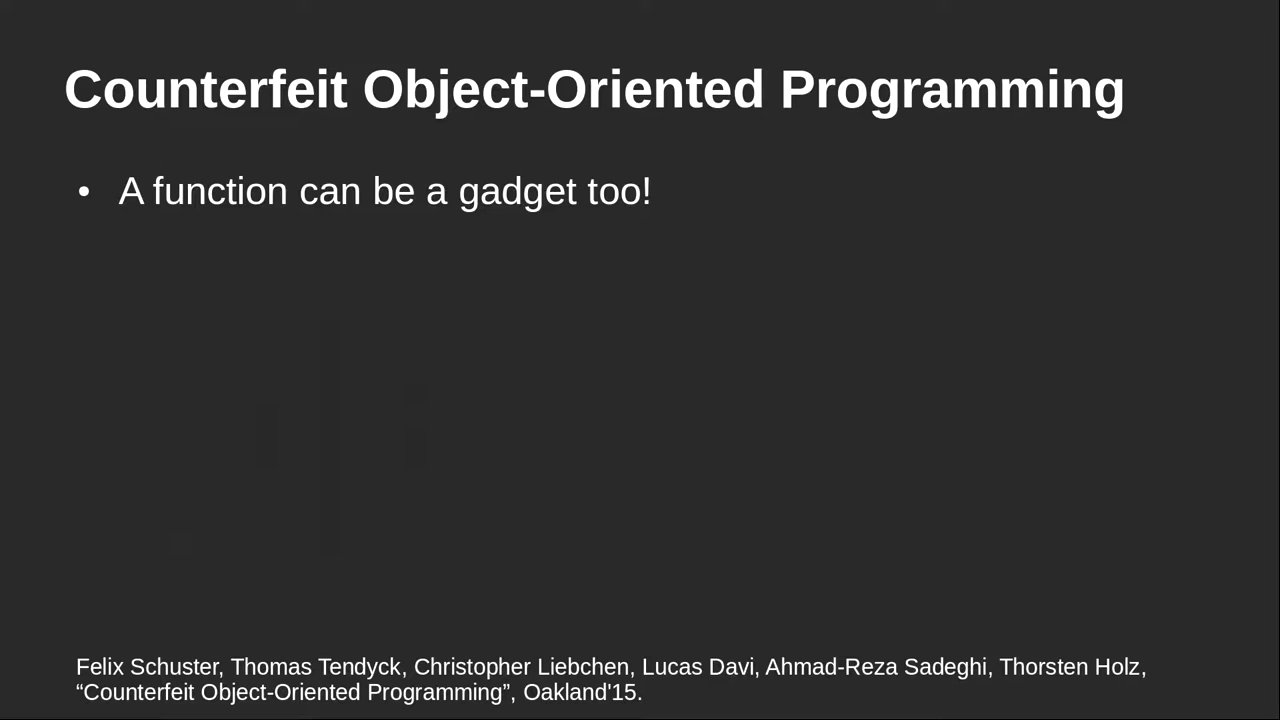 Counterfeit Object-Oriented Programming
• A function can be a gadget too!
Felix Schuster, Thomas Tendyck, Christopher Liebchen, Lucas Davi, Ahmad-Reza Sadeghi, Thorsten Holz,
“Counterfeit Object-Oriented Programming”, Oakland'15.